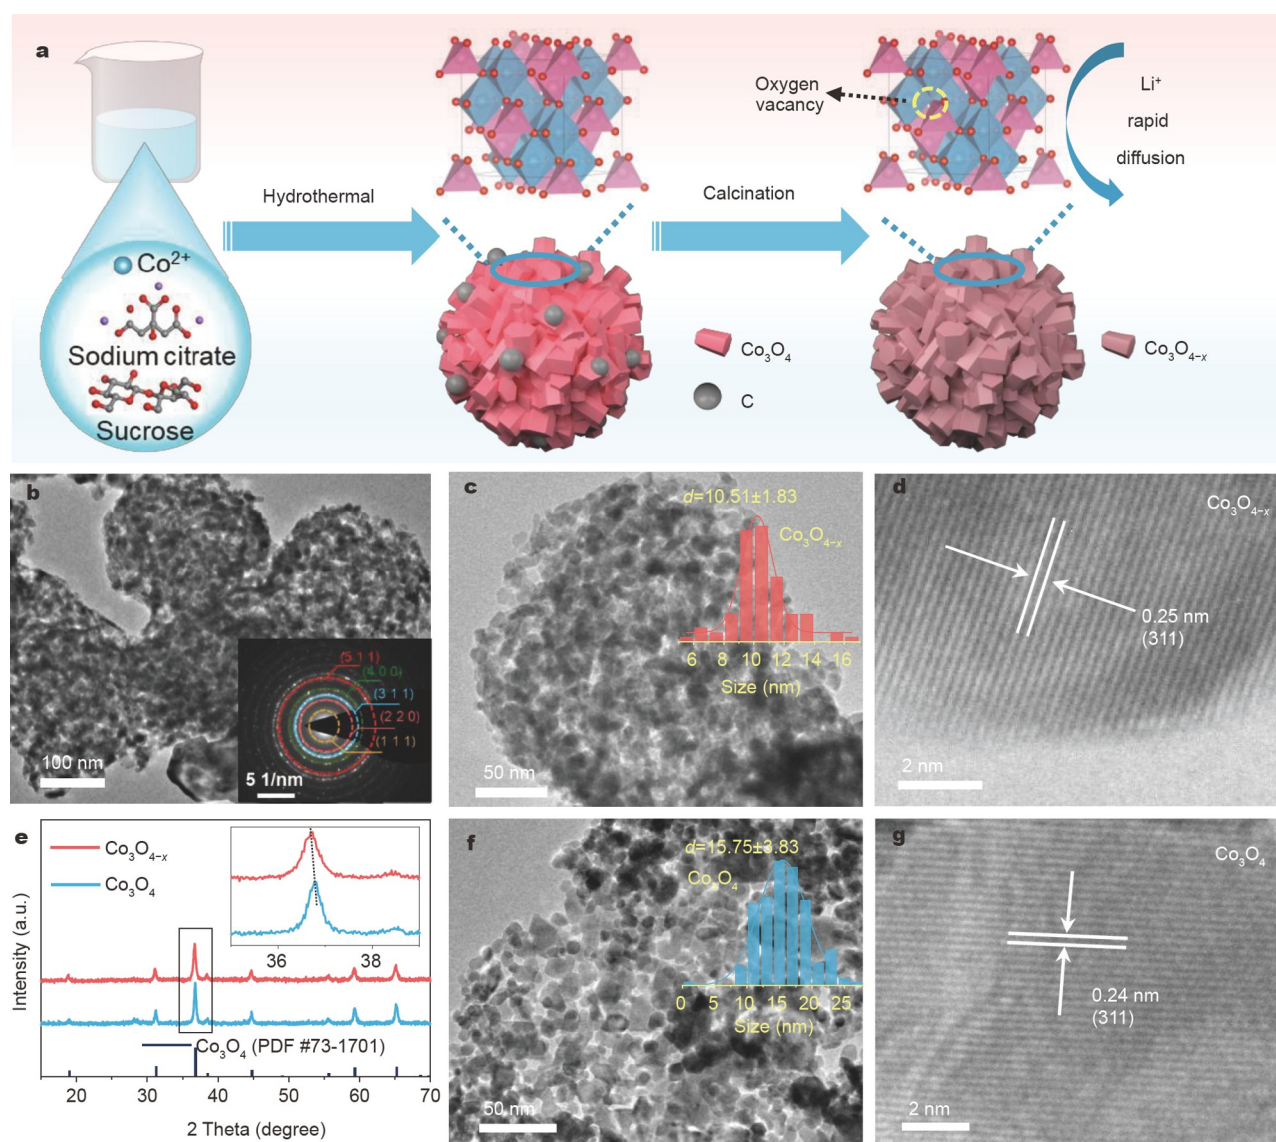 a
Co²⁺
Sodium citrate
Sucrose
Hydrothermal
Co₃O₄
C
Calcination
Oxygen
vacancy
Li⁺
rapid
diffusion
Co₃O₄₋ₓ
b
(5 1 1)
(4 0 0)
(3 1 1)
(2 2 0)
(1 1 1)
100 nm
5 1/nm
c
d=10.51±1.83
Co₃O₄₋ₓ
6 8 10 12 14 16
Size (nm)
50 nm
d
Co₃O₄₋ₓ
0.25 nm
(311)
2 nm
e
Co₃O₄₋ₓ
Co₃O₄
36 38
Co₃O₄ (PDF #73-1701)
Intensity (a.u.)
20 30 40 50 60 70
2 Theta (degree)
f
d=15.75±3.83
Co₃O₄
0 5 10 15 20 25
Size (nm)
50 nm
g
Co₃O₄
0.24 nm
(311)
2 nm